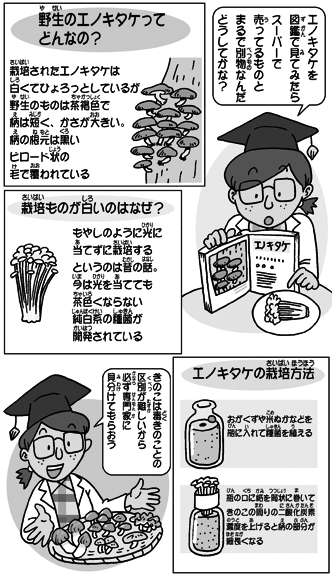 野生のエノキタケって
どんなの？
栽培されたエノキタケは
白くてひょろっとしているが
野生のものは茶褐色で
柄は短く、かさが大きい。
柄の根元は黒い
ビロード状の
毛で覆われている
エノキタケを
図鑑で見てみたら
スーパーで
売ってるものと
まるで別物なんだ
どうしてかな？
エノキタケ
栽培ものが白いのはなぜ？
もやしのように光に
当てずに栽培する
というのは昔の話。
今は光を当てても
茶色くならない
純白系の種菌が
開発されている
きのこは毒きのことの
区別が難しいから
必ず専門家に
見分けてもらおう
エノキタケの栽培方法
おがくずや米ぬかなどを
瓶に入れて種菌を植える
瓶の口に紙を筒状に巻いて
きのこの周りの二酸化炭素
濃度を上げると柄の部分が
細長くなる